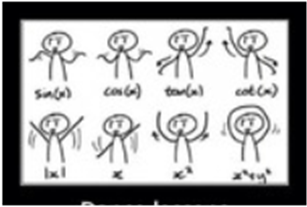 sin(x) cos(x) tan(x) cot(x)
|x| x x² x²+y²